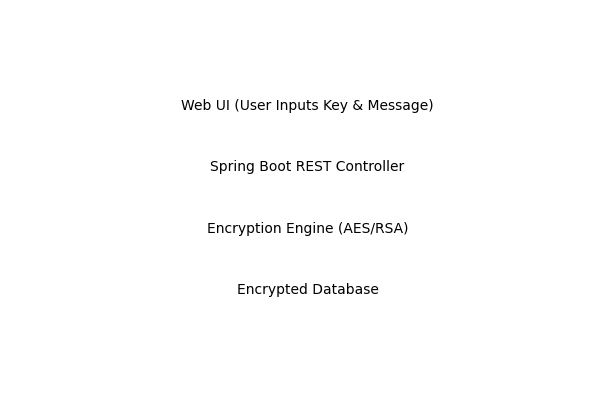 Web UI (User Inputs Key & Message)
Spring Boot REST Controller
Encryption Engine (AES/RSA)
Encrypted Database